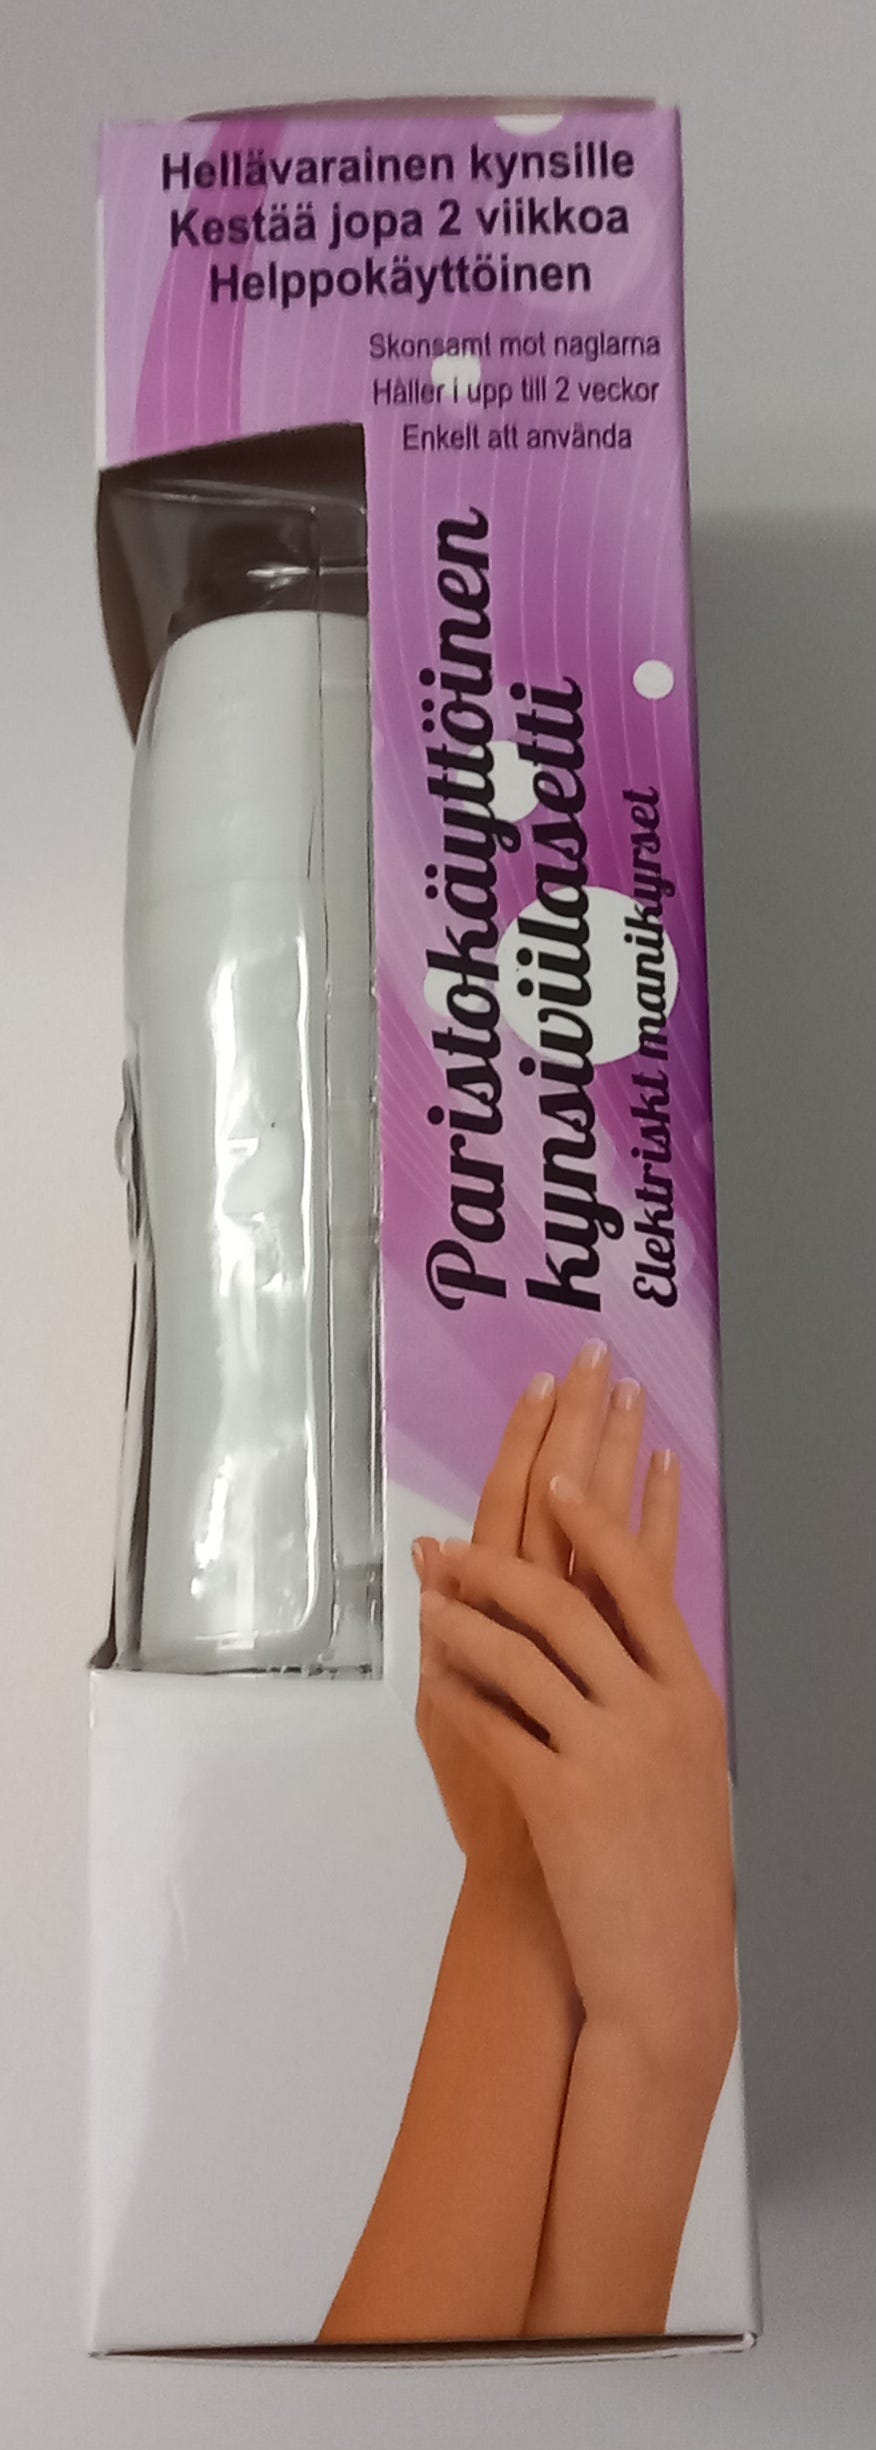 Hellävarainen kynsille
Kestää jopa 2 viikkoa
Helppokäyttöinen
Skonsamt mot naglarna
Håller i upp till 2 veckor
Enkelt att använda
Paristokäyttöinen
kynsiviilasetti
Elektriskt manikyrset